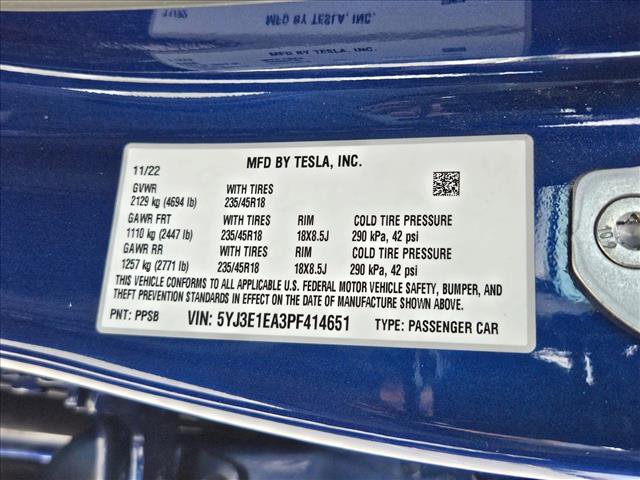 MFD BY TESLA, INC.
11/22
MFD BY TESLA, INC.
GVWR WITH TIRES
2129 kg (4694 lb) 235/45R18
GAWR FRT WITH TIRES RIM COLD TIRE PRESSURE
1110 kg (2447 lb) 235/45R18 18X8.5J 290 kPa, 42 psi
GAWR RR WITH TIRES RIM COLD TIRE PRESSURE
1257 kg (2771 lb) 235/45R18 18X8.5J 290 kPa, 42 psi
THIS VEHICLE CONFORMS TO ALL APPLICABLE U.S. FEDERAL MOTOR VEHICLE SAFETY, BUMPER, AND
THEFT PREVENTION STANDARDS IN EFFECT ON THE DATE OF MANUFACTURE SHOWN ABOVE.
PNT: PPSB VIN: 5YJ3E1EA3PF414651 TYPE: PASSENGER CAR